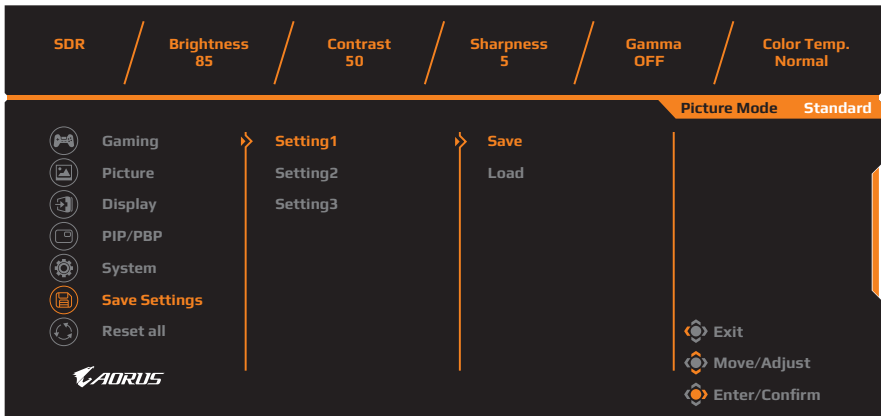 SDR
Brightness
85
Contrast
50
Sharpness
5
Gamma
OFF
Color Temp.
Normal
Picture Mode Standard
Gaming
Picture
Display
PIP/PBP
System
Save Settings
Reset all
Setting1
Setting2
Setting3
Save
Load
Exit
Move/Adjust
Enter/Confirm
AORUS